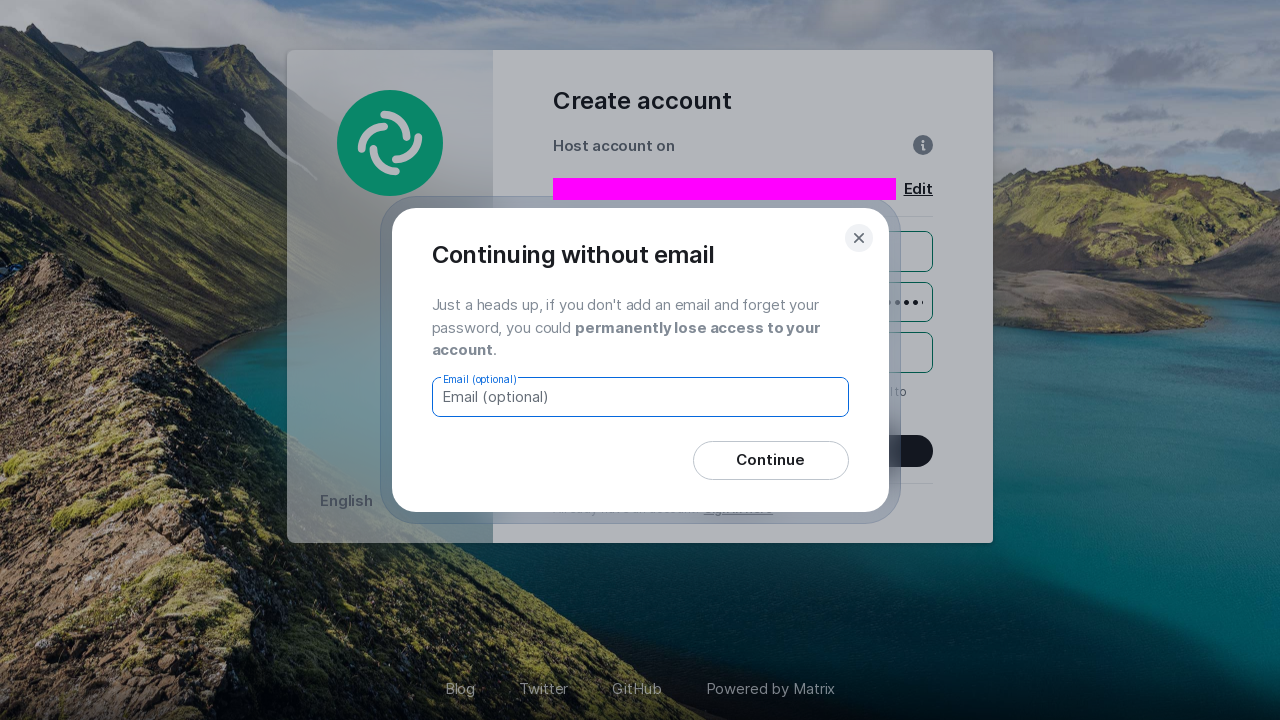 Create account
Host account on
Edit
Continuing without email
Just a heads up, if you don't add an email and forget your
password, you could permanently lose access to your
account.
Email (optional)
Email (optional)
Continue
English
Blog
Twitter
GitHub
Powered by Matrix